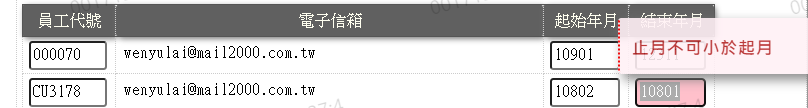 員工代號 電子信箱 起始年月 結束年月
止月不可小於起月
000070 wenyulai@mail2000.com.tw 10901
CU3178 wenyulai@mail2000.com.tw 10802 10801